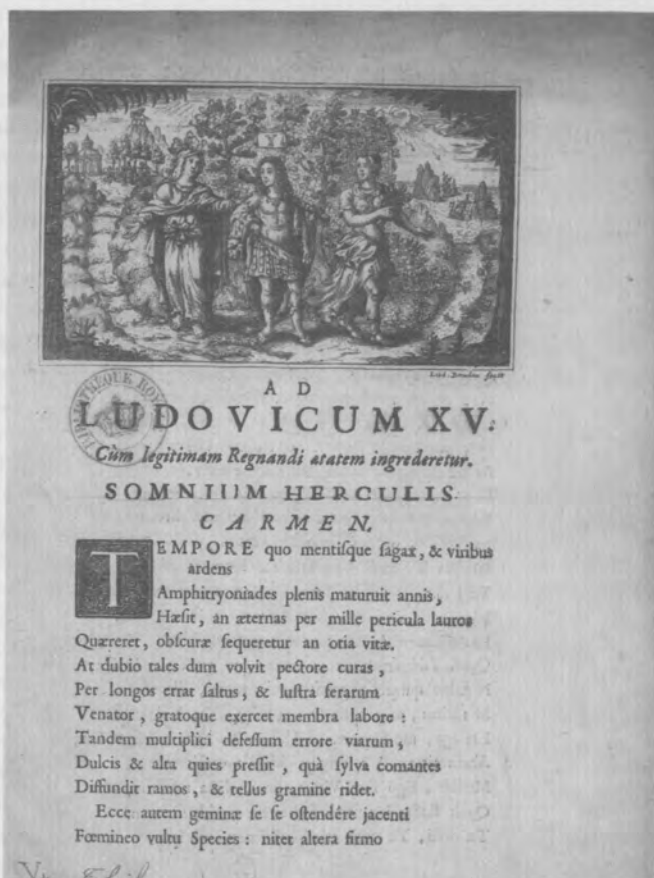 Y
AD
LUDOVICUM XV.
Cùm legitimam Regnandi ætatem ingrederetur.
SOMNIUM HERCULIS.
CARMEN.
TEMPORE quo mentiſque ſagax, & viribus
ardens
Amphitryoniades plenis maturuit annis,
Hæſit, an æternas per mille pericula lauros
Quæreret, obſcuræ ſequeretur an otia vitæ.
At dubio tales dum volvit pectore curas,
Per longos errat ſaltus, & luſtra ferarum
Venator, gratoque exercet membra labore :
Tandem multiplici defeſſum errore viarum,
Dulcis & alta quies preſſit, quà ſylva comantes
Diffundit ramos, & tellus gramine ridet.
Ecce autem geminæ ſe ſe oſtendére jacenti
Fœmineo vultu Species : nitet altera firmo